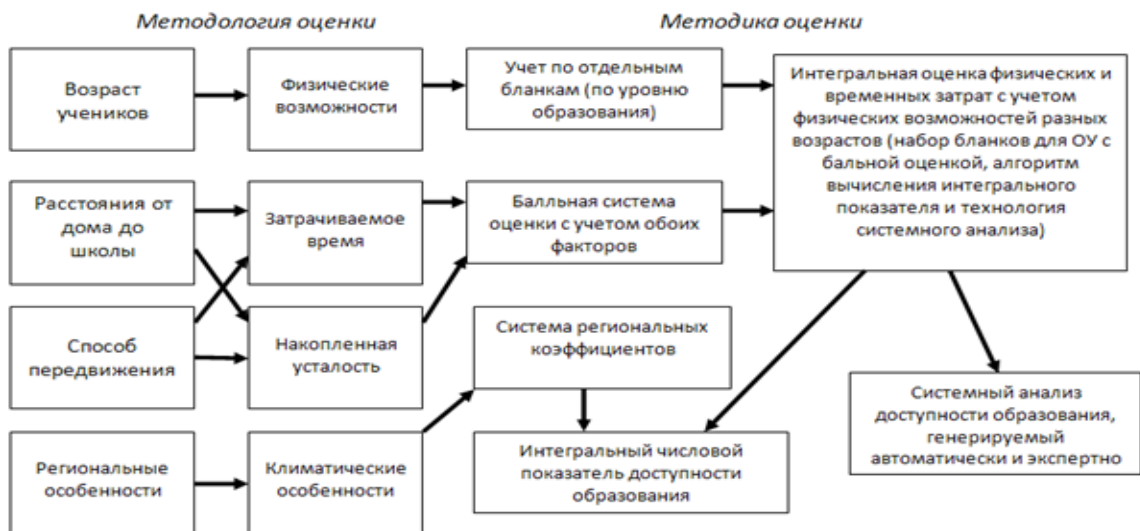 Методология оценки
Методика оценки
Возраст
учеников
Физические
возможности
Учет по отдельным
бланкам (по уровню
образования)
Интегральная оценка физических и
временных затрат с учетом
физических возможностей разных
возрастов (набор бланков для ОУ с
бальной оценкой, алгоритм
вычисления интегрального
показателя и технология
системного анализа)
Расстояния от
дома до
школы
Затрачиваемое
время
Балльная система
оценки с учетом обоих
факторов
Способ
передвижения
Накопленная
усталость
Система региональных
коэффициентов
Системный анализ
доступности образования,
генерируемый
автоматически и экспертно
Региональные
особенности
Климатические
особенности
Интегральный числовой
показатель доступности
образования